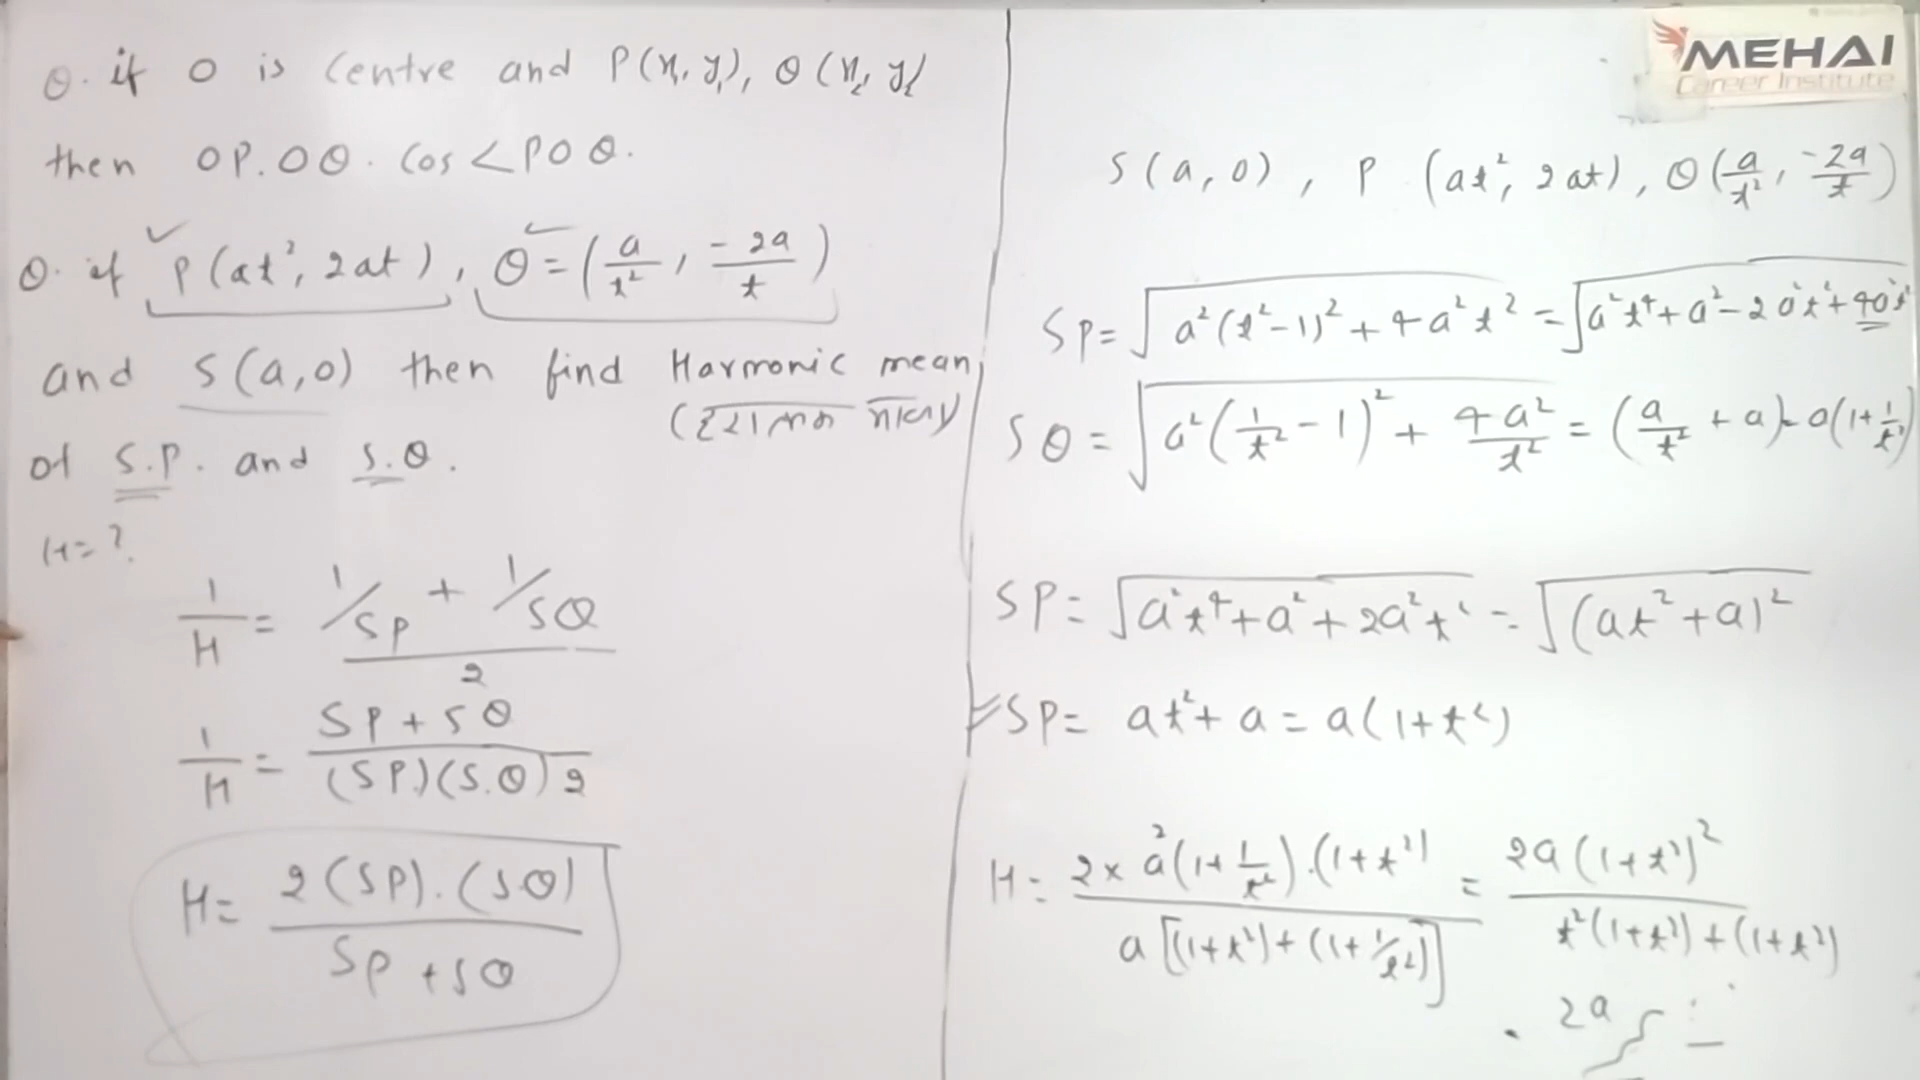 Q. if O is Centre and P(x₁, y₁), Q(x₂, y₂
then OP.OQ. Cos<POQ.
Q. if P(at², 2at), Q=(a/t², -2a/t)
and S(a,0) then find Harmonic mean
of S.P. and S.Q.
H=?
1/H = (1/SP + 1/SQ)/2
1/H = (SP+SQ)/((SP.)(S.Q)2)
H= 2(SP).(SQ)/(SP+SQ)
MEHAI
Career Institute
S(a,0), P (at², 2at), Q(a/t², -2a/t)
SP=√(a²(t²-1)²+4a²t²) =√(a²t⁴+a²-2a²t²+4a²t²)
SQ=√(a²(1/t²-1)²+4a²/t²) = (a/t²+a)= a(1+1/t²)
SP=√(a²t⁴+a²+2a²t²) = √((at²+a)²)
SP= at²+a=a(1+t²)
H= 2×a²(1+1/t²).(1+t²)/(a[(1+t²)+(1+1/t²)]) = 2a(1+t²)²/(t²(1+t²)+(1+t²))
2a